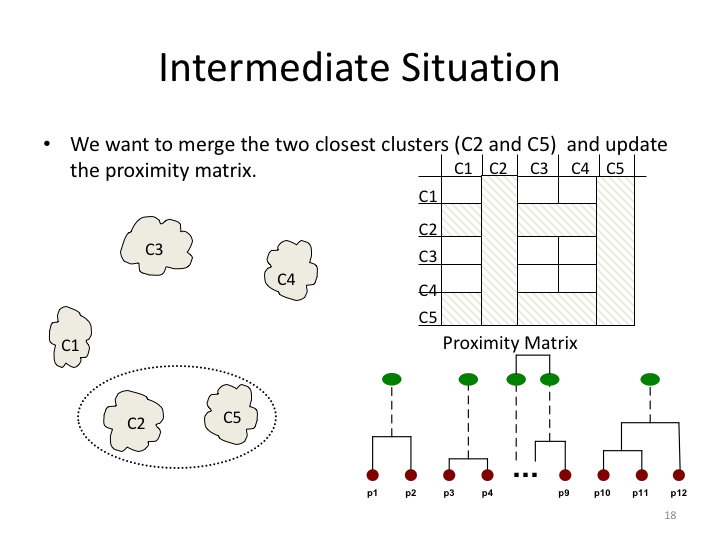 Intermediate Situation
• We want to merge the two closest clusters (C2 and C5) and update
the proximity matrix.
C1 C2 C3 C4 C5
C1
C2
C3
C4
C5
Proximity Matrix
C3
C4
C1
C2
C5
...
p1 p2 p3 p4 p9 p10 p11 p12
18